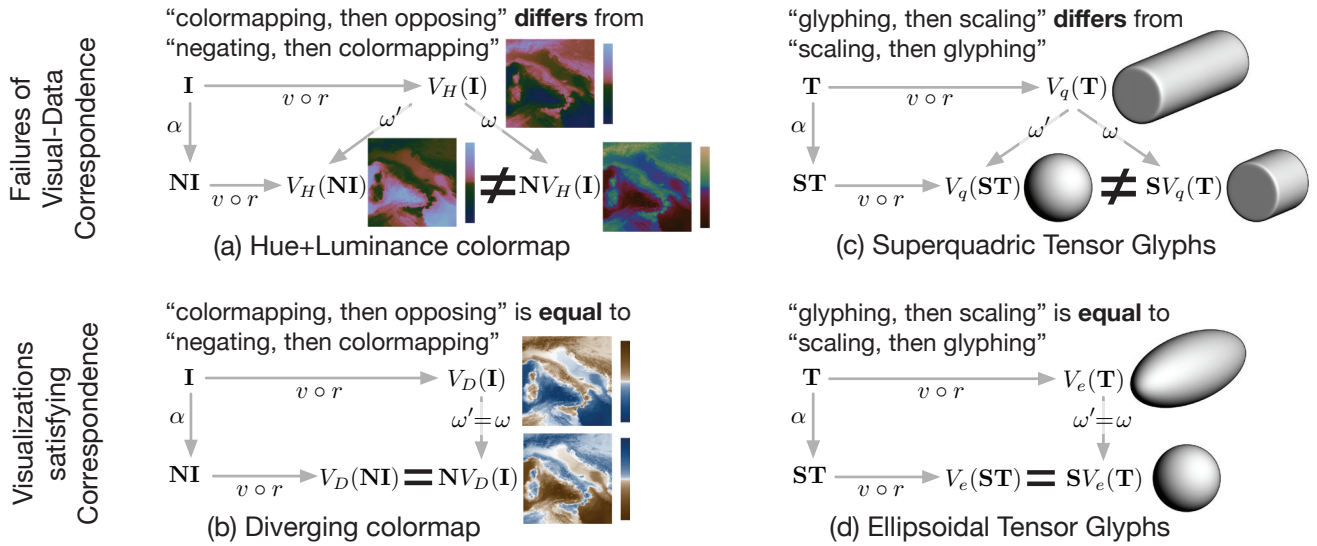 Failures of
Visual-Data
Correspondence
“colormapping, then opposing” differs from
“negating, then colormapping”
I
v ∘ r
V_H(I)
α
ω′
ω
NI
v ∘ r
V_H(NI)
≠
NV_H(I)
(a) Hue+Luminance colormap
“glyphing, then scaling” differs from
“scaling, then glyphing”
T
v ∘ r
V_q(T)
α
ω′
ω
ST
v ∘ r
V_q(ST)
≠
SV_q(T)
(c) Superquadric Tensor Glyphs
Visualizations
satisfying
Correspondence
“colormapping, then opposing” is equal to
“negating, then colormapping”
I
v ∘ r
V_D(I)
α
ω′=ω
NI
v ∘ r
V_D(NI) = NV_D(I)
(b) Diverging colormap
“glyphing, then scaling” is equal to
“scaling, then glyphing”
T
v ∘ r
V_e(T)
α
ω′=ω
ST
v ∘ r
V_e(ST) = SV_e(T)
(d) Ellipsoidal Tensor Glyphs